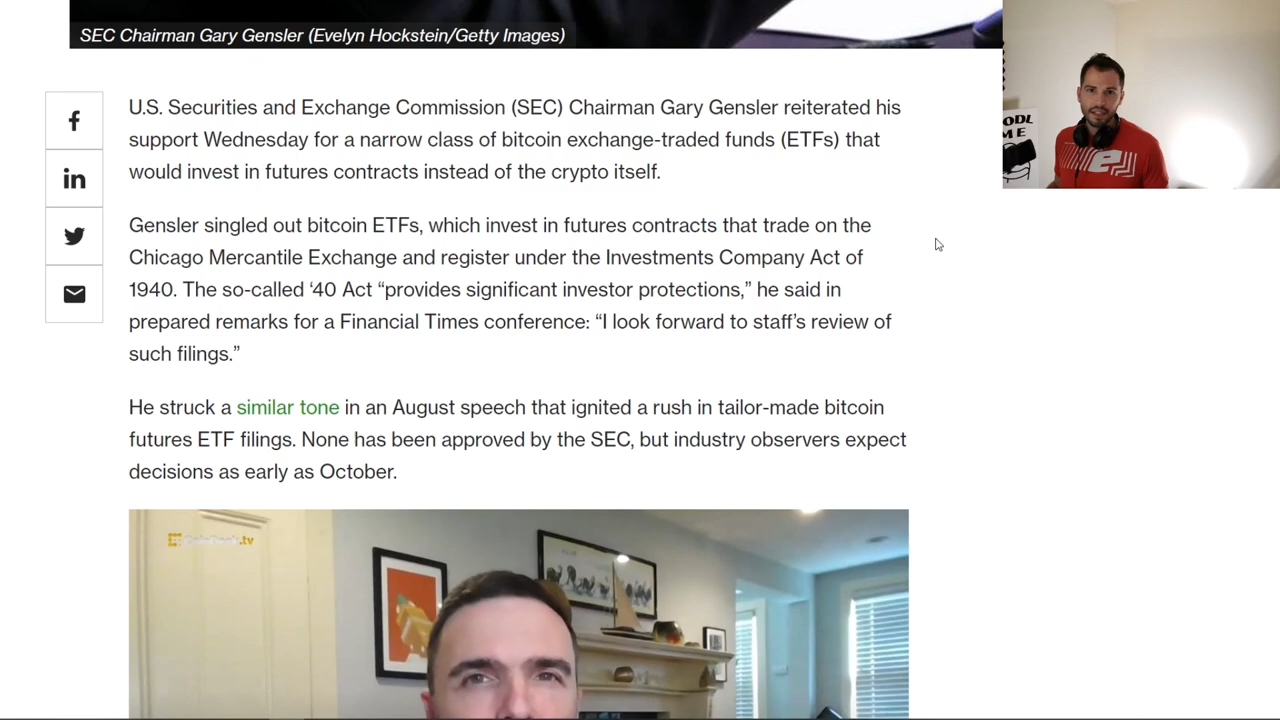 SEC Chairman Gary Gensler (Evelyn Hockstein/Getty Images)
U.S. Securities and Exchange Commission (SEC) Chairman Gary Gensler reiterated his
support Wednesday for a narrow class of bitcoin exchange-traded funds (ETFs) that
would invest in futures contracts instead of the crypto itself.
Gensler singled out bitcoin ETFs, which invest in futures contracts that trade on the
Chicago Mercantile Exchange and register under the Investments Company Act of
1940. The so-called ‘40 Act “provides significant investor protections,” he said in
prepared remarks for a Financial Times conference: “I look forward to staff’s review of
such filings.”
He struck a similar tone in an August speech that ignited a rush in tailor-made bitcoin
futures ETF filings. None has been approved by the SEC, but industry observers expect
decisions as early as October.